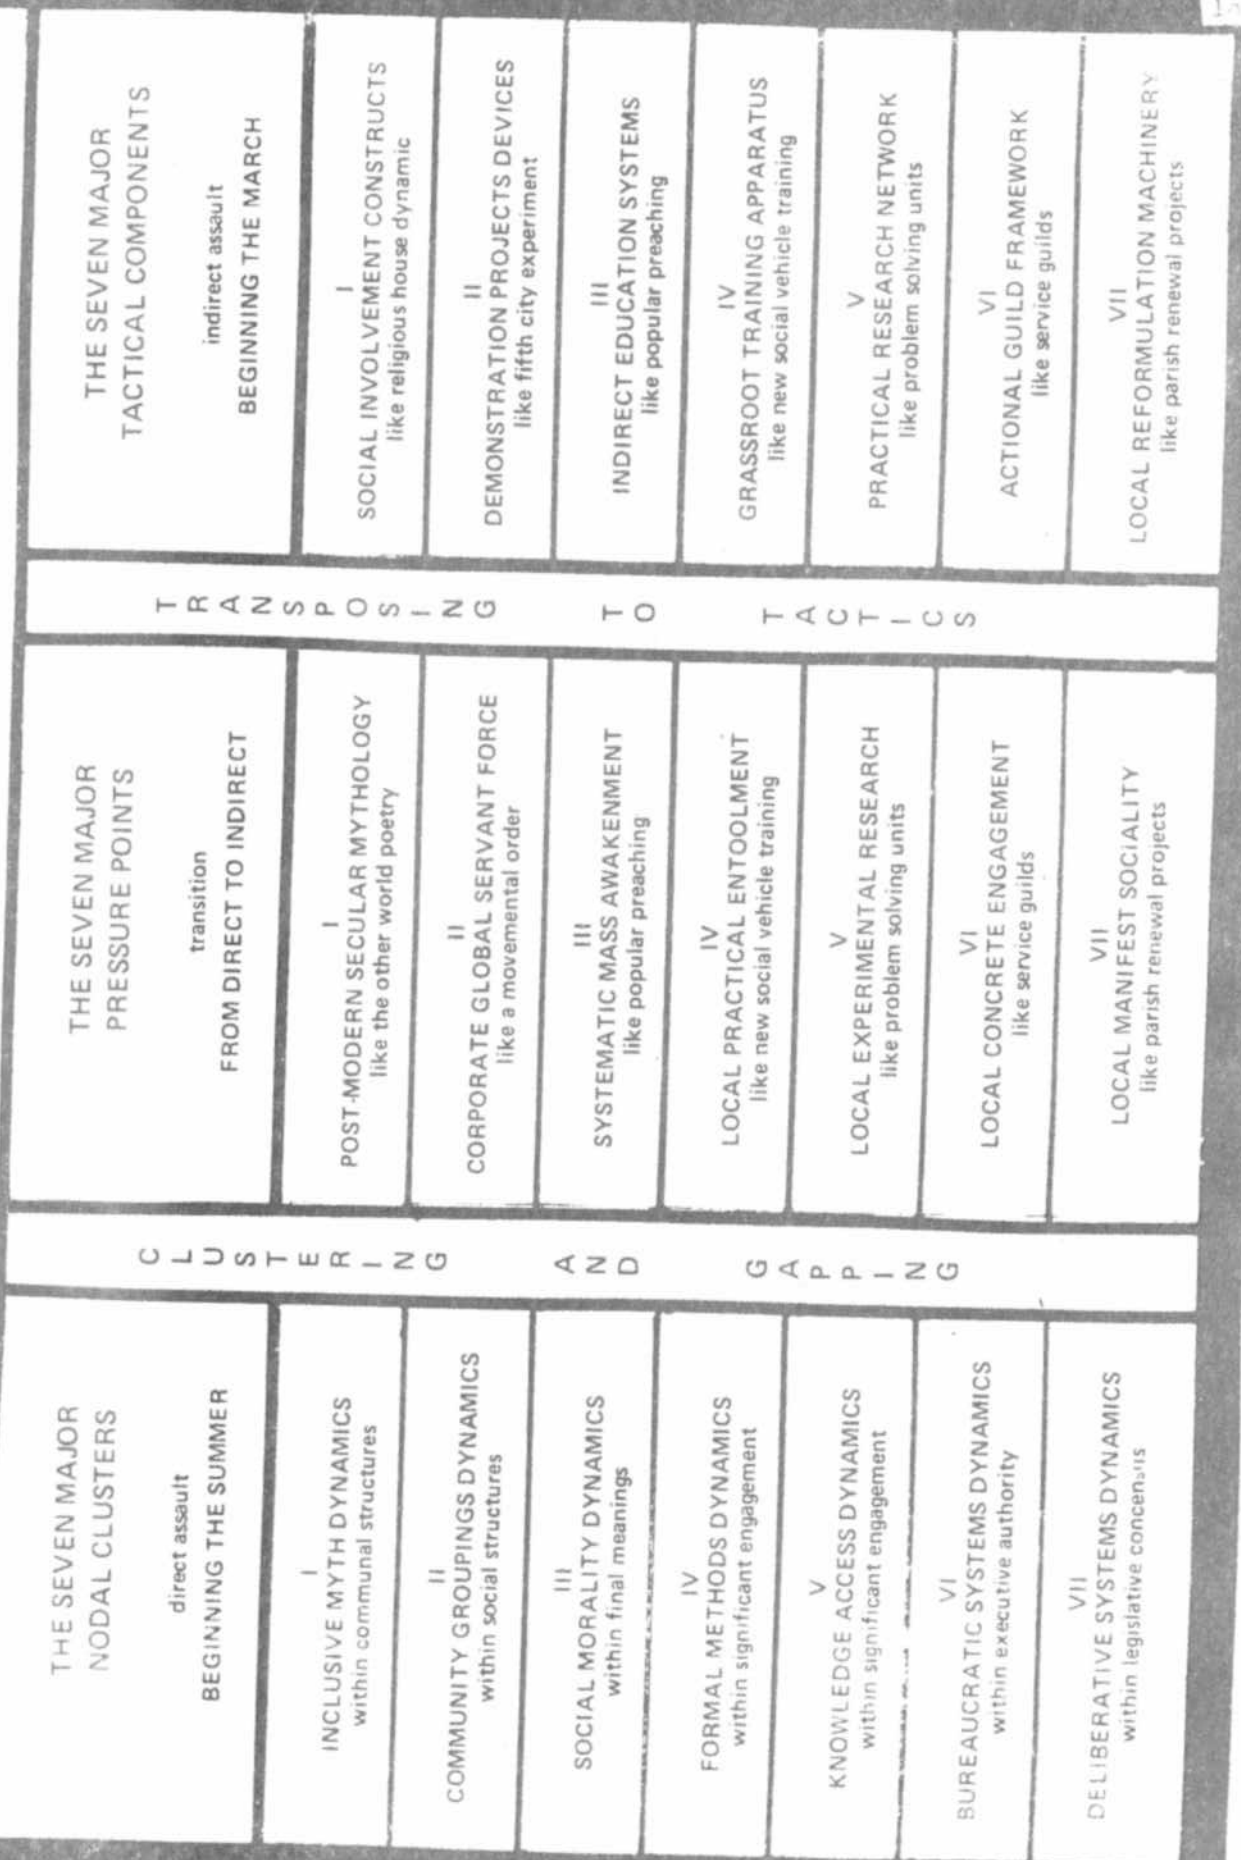 THE SEVEN MAJOR
NODAL CLUSTERS
direct assault
BEGINNING THE SUMMER
I
INCLUSIVE MYTH DYNAMICS
within communal structures
II
COMMUNITY GROUPINGS DYNAMICS
within social structures
III
SOCIAL MORALITY DYNAMICS
within final meanings
IV
FORMAL METHODS DYNAMICS
within significant engagement
V
KNOWLEDGE ACCESS DYNAMICS
within significant engagement
VI
BUREAUCRATIC SYSTEMS DYNAMICS
within executive authority
VII
DELIBERATIVE SYSTEMS DYNAMICS
within legislative concensus
CLUSTERING AND GAPPING
THE SEVEN MAJOR
PRESSURE POINTS
transition
FROM DIRECT TO INDIRECT
I
POST-MODERN SECULAR MYTHOLOGY
like the other world poetry
II
CORPORATE GLOBAL SERVANT FORCE
like a movemental order
III
SYSTEMATIC MASS AWAKENMENT
like popular preaching
IV
LOCAL PRACTICAL ENTOOLMENT
like new social vehicle training
V
LOCAL EXPERIMENTAL RESEARCH
like problem solving units
VI
LOCAL CONCRETE ENGAGEMENT
like service guilds
VII
LOCAL MANIFEST SOCIALITY
like parish renewal projects
TRANSPOSING TO TACTICS
THE SEVEN MAJOR
TACTICAL COMPONENTS
indirect assault
BEGINNING THE MARCH
I
SOCIAL INVOLVEMENT CONSTRUCTS
like religious house dynamic
II
DEMONSTRATION PROJECTS DEVICES
like fifth city experiment
III
INDIRECT EDUCATION SYSTEMS
like popular preaching
IV
GRASSROOT TRAINING APPARATUS
like new social vehicle training
V
PRACTICAL RESEARCH NETWORK
like problem solving units
VI
ACTIONAL GUILD FRAMEWORK
like service guilds
VII
LOCAL REFORMULATION MACHINERY
like parish renewal projects